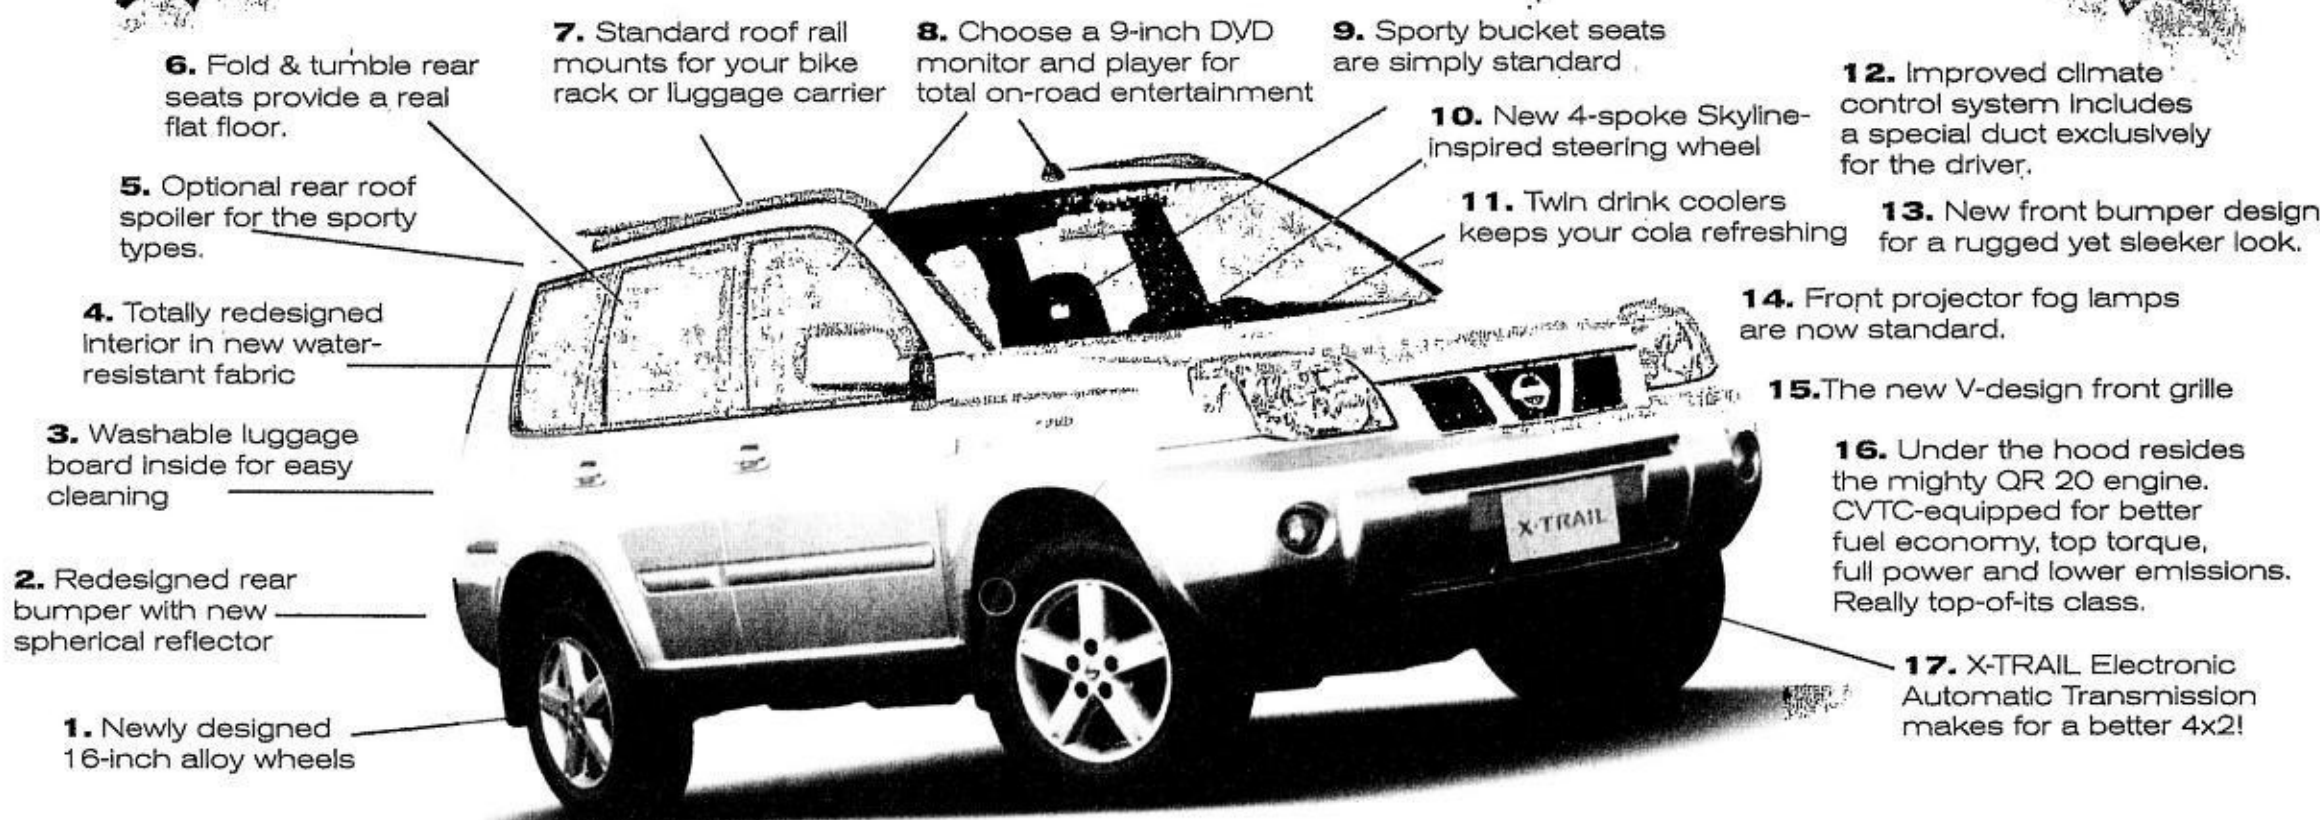 6. Fold & tumble rear
seats provide a real
flat floor.
7. Standard roof rail
mounts for your bike
rack or luggage carrier
8. Choose a 9-inch DVD
monitor and player for
total on-road entertainment
9. Sporty bucket seats
are simply standard
10. New 4-spoke Skyline-
inspired steering wheel
11. Twin drink coolers
keeps your cola refreshing
12. Improved climate
control system includes
a special duct exclusively
for the driver.
13. New front bumper design
for a rugged yet sleeker look.
5. Optional rear roof
spoiler for the sporty
types.
4. Totally redesigned
interior in new water-
resistant fabric
3. Washable luggage
board inside for easy
cleaning
2. Redesigned rear
bumper with new
spherical reflector
1. Newly designed
16-inch alloy wheels
14. Front projector fog lamps
are now standard.
15.The new V-design front grille
16. Under the hood resides
the mighty QR 20 engine.
CVTC-equipped for better
fuel economy, top torque,
full power and lower emissions.
Really top-of-its class.
17. X-TRAIL Electronic
Automatic Transmission
makes for a better 4x2!
X-TRAIL